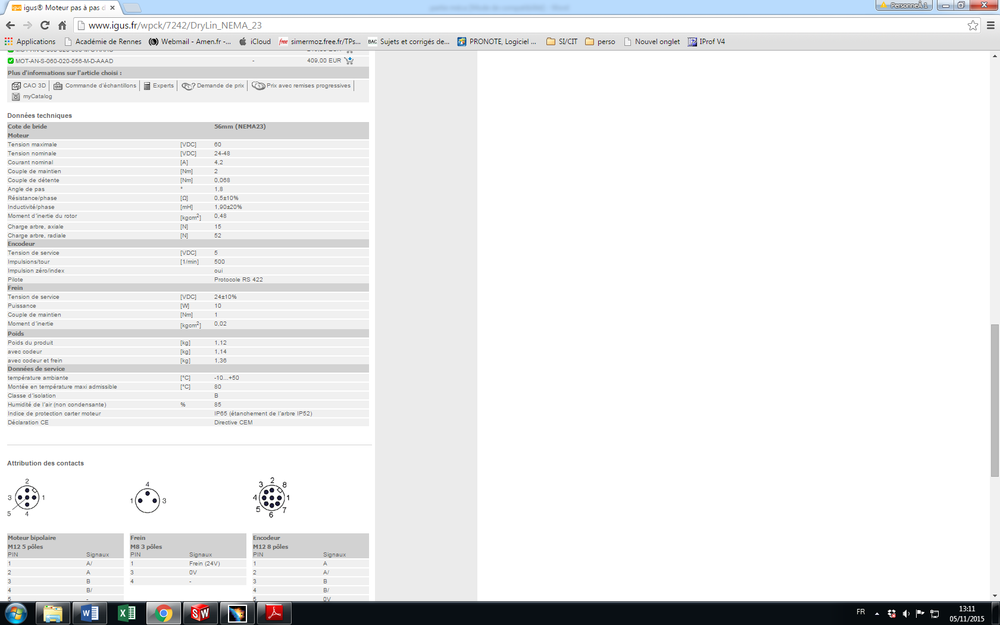 igus® Moteur pas à pas d
PersonneÂ 1
www.igus.fr/wpck/7242/DryLin_NEMA_23
Applications
Académie de Rennes
Webmail - Amen.fr -...
iCloud
free simermoz.free.fr/TPs...
BAC Sujets et corrigés de...
PRONOTE, Logiciel ...
SI/CIT
perso
Nouvel onglet
IProf V4
MOT-AN-S-060-020-056-M-D-AAAD - 409,00 EUR
Plus d'informations sur l'article choisi :
CAO 3D Commande d'échantillons Experts Demande de prix Prix avec remises progressives
myCatalog
Données techniques
Cote de bride 56mm (NEMA23)
Moteur
Tension maximale [VDC] 60
Tension nominale [VDC] 24-48
Courant nominal [A] 4,2
Couple de maintien [Nm] 2
Couple de détente [Nm] 0,068
Angle de pas ° 1,8
Résistance/phase [Ω] 0,5±10%
Inductivité/phase [mH] 1,90±20%
Moment d´inertie du rotor [kgcm2] 0,48
Charge arbre, axiale [N] 15
Charge arbre, radiale [N] 52
Encodeur
Tension de service [VDC] 5
Impulsions/tour [1/min] 500
Impulsion zéro/index oui
Pilote Protocole RS 422
Frein
Tension de service [VDC] 24±10%
Puissance [W] 10
Couple de maintien [Nm] 1
Moment d´inertie [kgcm2] 0,02
Poids
Poids du produit [kg] 1,12
avec codeur [kg] 1,14
avec codeur et frein [kg] 1,36
Données de service
température ambiante [°C] -10...+50
Montée en température maxi admissible [°C] 80
Classe d´isolation B
Humidité de l´air (non condensante) % 85
Indice de protection carter moteur IP65 (étanchement de l´arbre IP52)
Déclaration CE Directive CEM
Attribution des contacts
2
3 1
5 4
4
1 3
2
3 8
4 1
5 7
6
Moteur bipolaire
M12 5 pôles
PIN Signaux
1 A/
2 A
3 B
4 B/
5 -
Frein
M8 3 pôles
PIN Signaux
1 Frein (24V)
3 0V
4 -
Encodeur
M12 8 pôles
PIN Signaux
1 A
2 A/
3 B
4 B/
5 0V
FR
13:11
05/11/2015